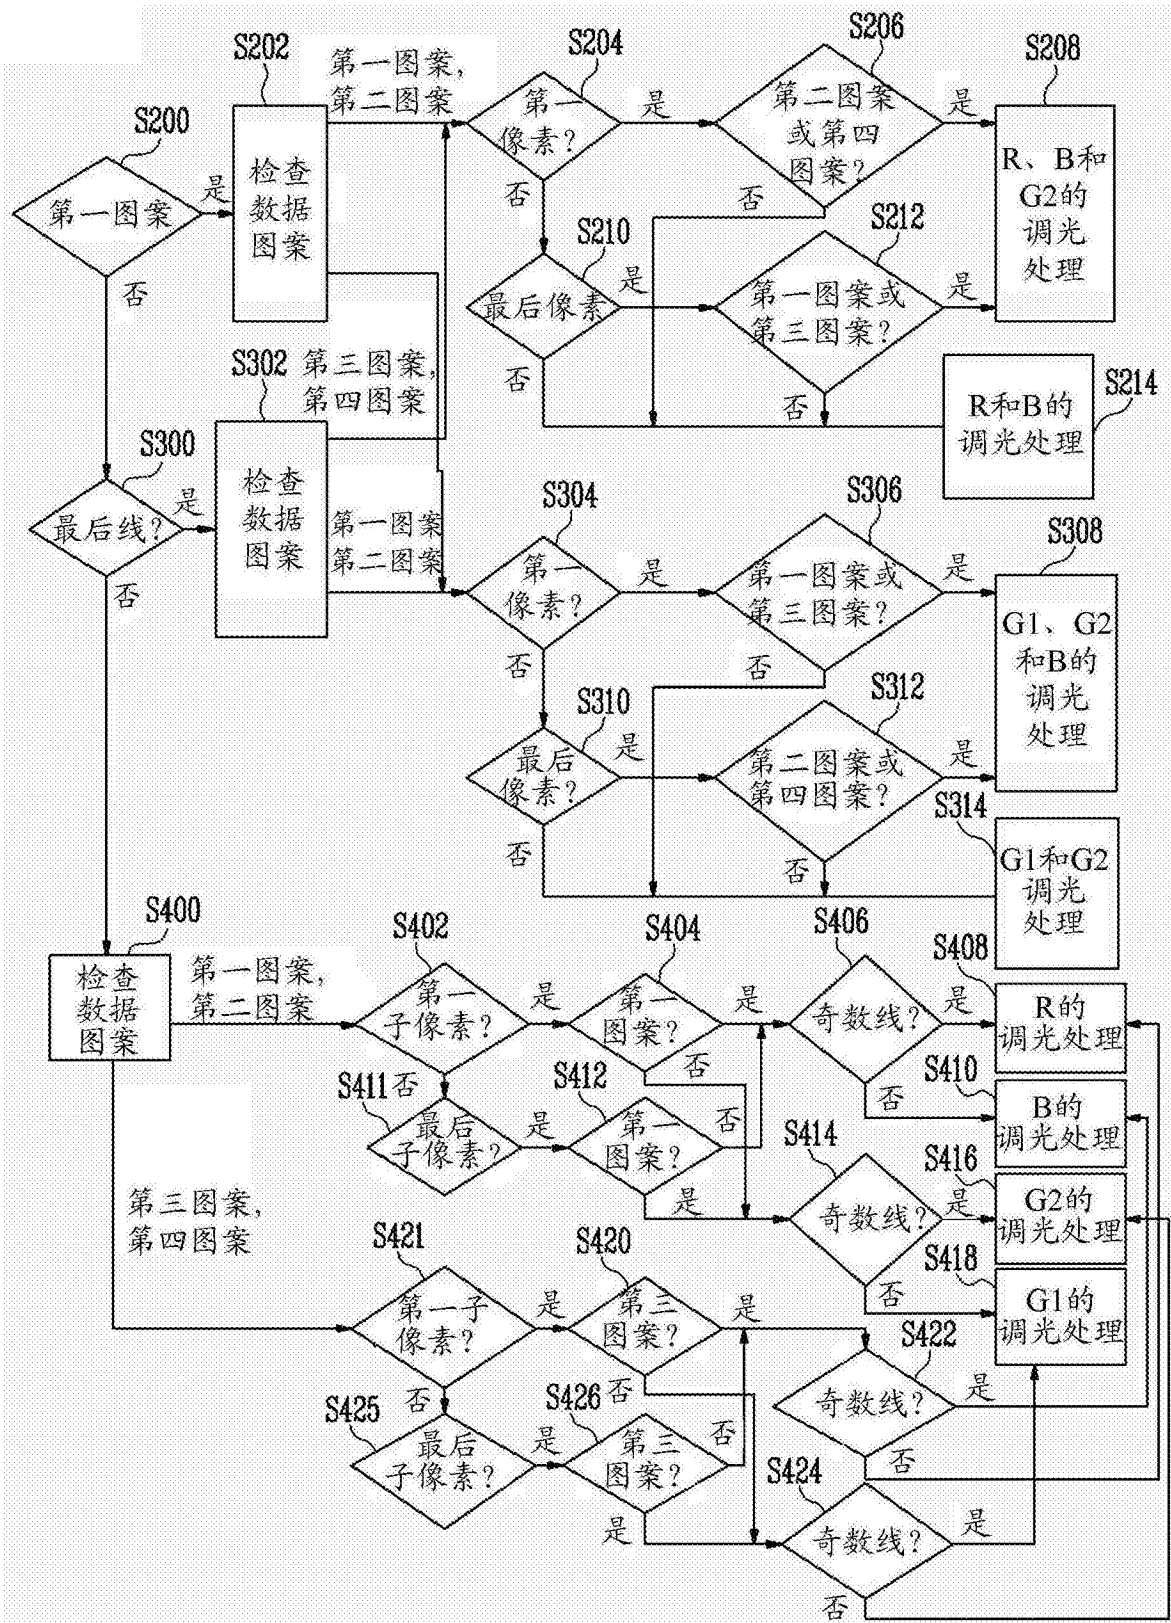 S200
第一图案
是
否
S202
检查
数据
图案
第一图案,
第二图案
S204
第一
像素?
是
否
S206
第二图案
或第四
图案?
是
否
S208
R、B和
G2的
调光
处理
S210
最后像素
是
否
S212
第一图案或
第三图案?
是
否
S214
R和B的
调光处理
第三图案,
第四图案
S300
最后线?
是
否
S302
检查
数据
图案
第一图案
第二图案
S304
第一
像素?
是
否
S306
第一图案或
第三图案?
是
否
S308
G1、G2
和B的
调光
处理
S310
最后
像素?
是
否
S312
第二图案或
第四图案?
是
否
S314
G1和G2
调光
处理
S400
检查
数据
图案
第一图案,
第二图案
S402
第一
子像素?
是
否
S404
第一
图案?
是
否
S406
奇数线?
是
否
S408
R的
调光处理
S410
B的
调光处理
S411
最后
子像素?
是
S412
第一
图案?
否
是
S414
奇数线?
是
否
S416
G2的
调光处理
S418
G1的
调光处理
第三图案,
第四图案
S421
第一子
像素?
是
否
S420
第三
图案?
是
否
S422
奇数线?
是
否
S425
最后
子像素?
是
S426
第三
图案?
否
是
S424
奇数线?
是
否